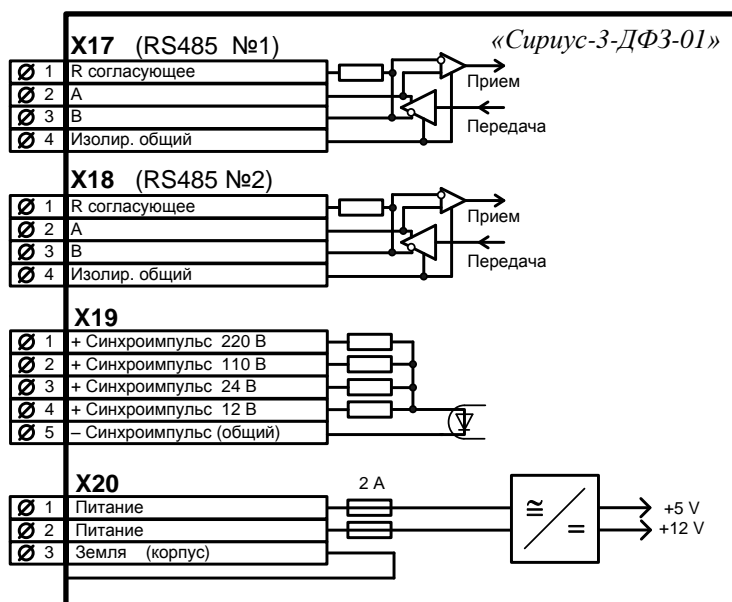 «Сириус-3-ДФЗ-01»
X17 (RS485 №1)
1 R согласующее
2 A
3 B
4 Изолир. общий
Прием
Передача
X18 (RS485 №2)
1 R согласующее
2 A
3 B
4 Изолир. общий
Прием
Передача
X19
1 + Синхроимпульс 220 В
2 + Синхроимпульс 110 В
3 + Синхроимпульс 24 В
4 + Синхроимпульс 12 В
5 – Синхроимпульс (общий)
X20
2 А
1 Питание
2 Питание
3 Земля (корпус)
≅
=
+5 V
+12 V